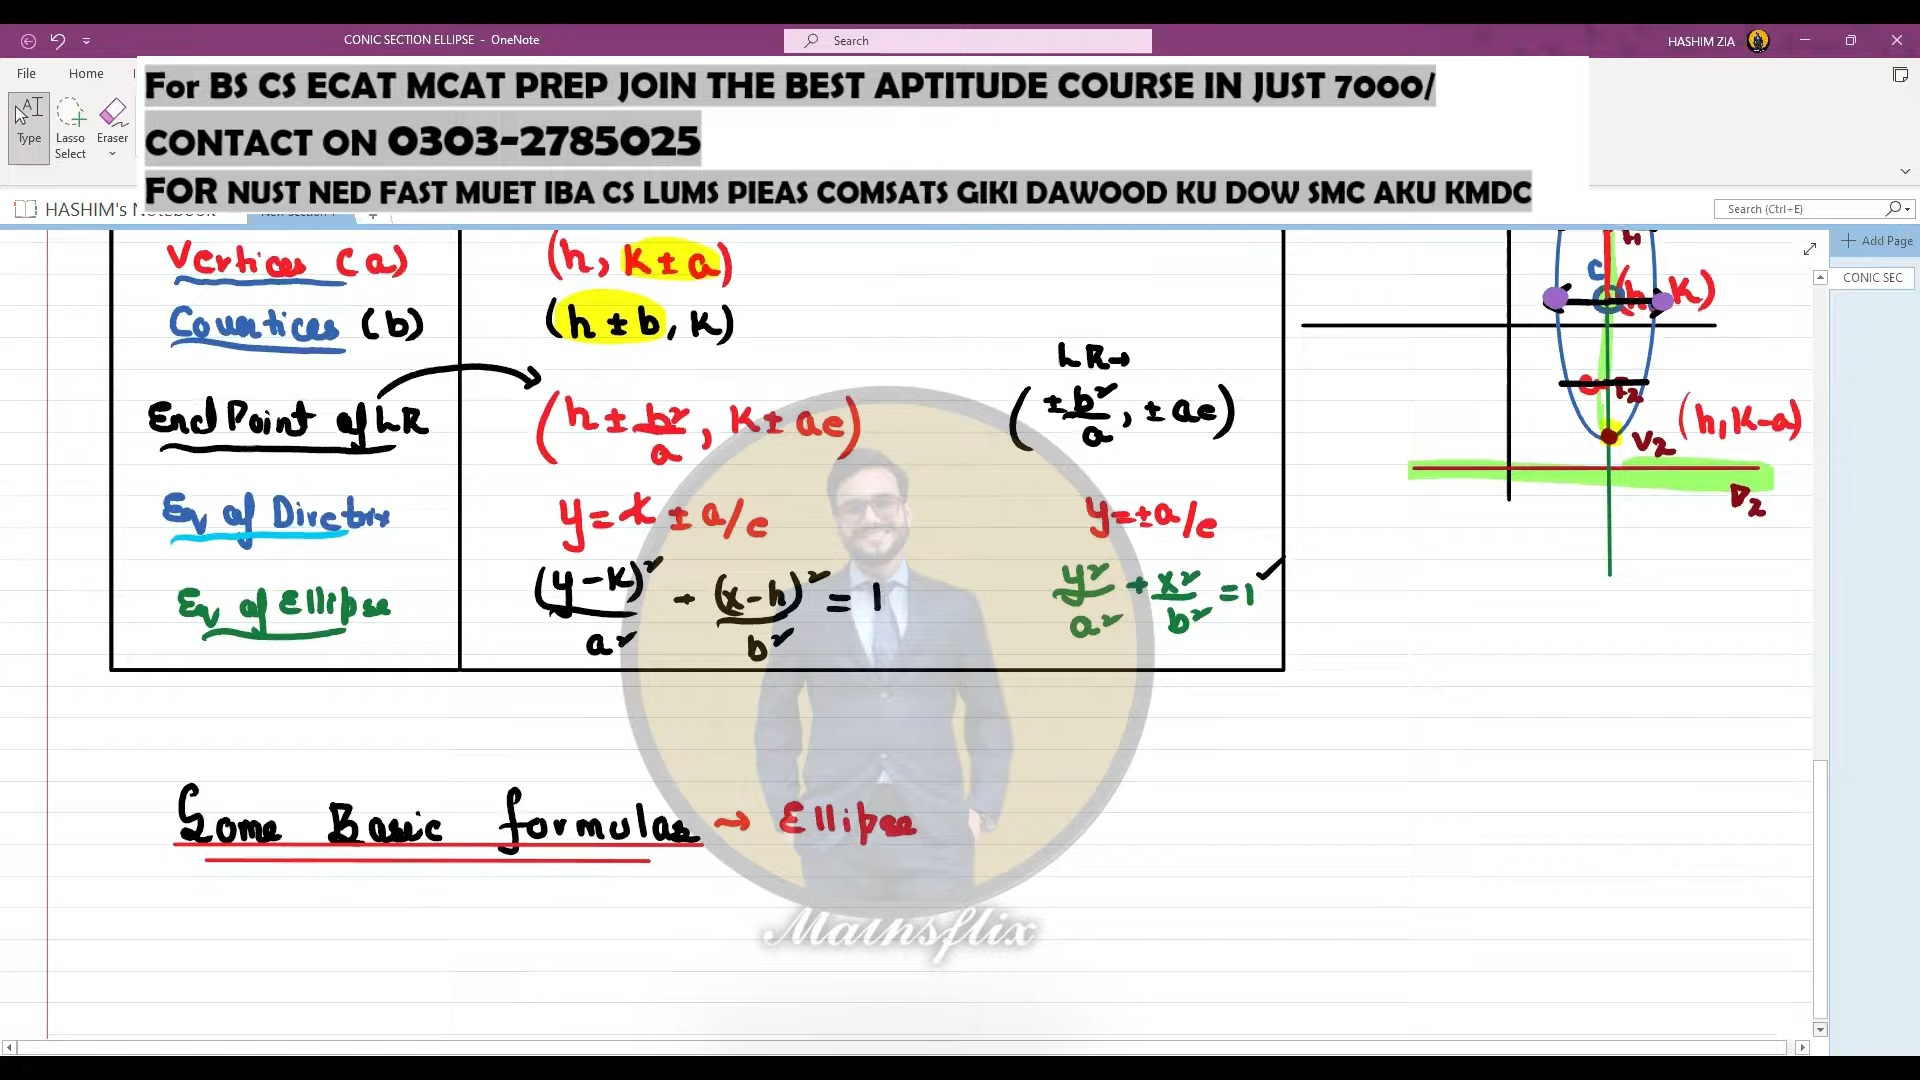 CONIC SECTION ELLIPSE - OneNote
Search
HASHIM ZIA
File
Home
For BS CS ECAT MCAT PREP JOIN THE BEST APTITUDE COURSE IN JUST 7000/
CONTACT ON 0303-2785025
FOR NUST NED FAST MUET IBA CS LUMS PIEAS COMSATS GIKI DAWOOD KU DOW SMC AKU KMDC
Type
Lasso Select
Eraser
HASHIM's Notebook
Search (Ctrl+E)
Add Page
CONIC SEC
Vertices (a) (h, k ± a)
Covertices (b) (h ± b, k)
C (h, k)
LR→
End Point of LR (h ± b²/a, k ± ae) (± b²/a, ± ae)
F2
V2 (h, k-a)
D2
Eq of Directrix y = k ± a/e y = ± a/e
Eq of Ellipse (y-k)²/a² + (x-h)²/b² = 1 y²/a² + x²/b² = 1 ✓
Some Basic formulas → Ellipse
Mainsflix